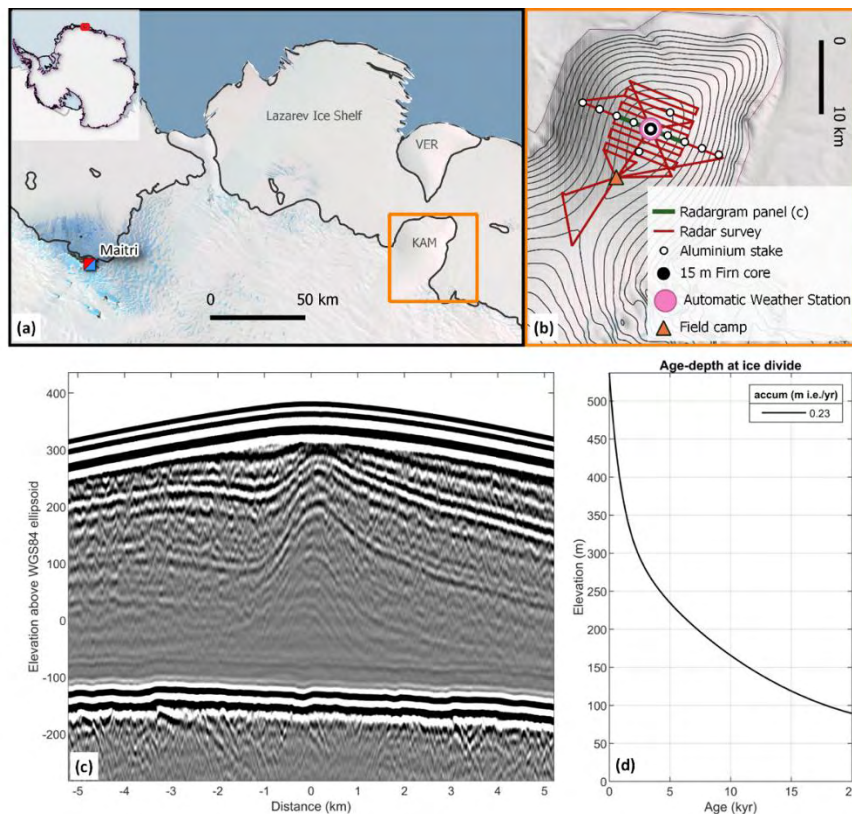 (a)
Lazarev Ice Shelf
VER
KAM
Maitri
0
50 km
(b)
0
10 km
Radargram panel (c)
Radar survey
Aluminium stake
15 m Firn core
Automatic Weather Station
Field camp
(c)
Elevation above WGS84 ellipsoid
400
300
200
100
0
-100
-200
-5
-4
-3
-2
-1
0
1
2
3
4
5
Distance (km)
Age-depth at ice divide
(d)
accum (m i.e./yr)
0.23
Elevation (m)
500
450
400
350
300
250
200
150
100
50
0
0
5
10
15
20
Age (kyr)